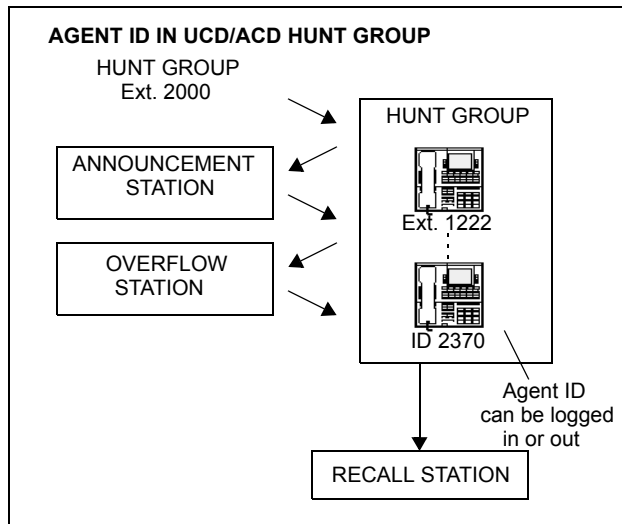 AGENT ID IN UCD/ACD HUNT GROUP
HUNT GROUP
Ext. 2000
HUNT GROUP
ANNOUNCEMENT
STATION
Ext. 1222
OVERFLOW
STATION
ID 2370
Agent ID
can be logged
in or out
RECALL STATION